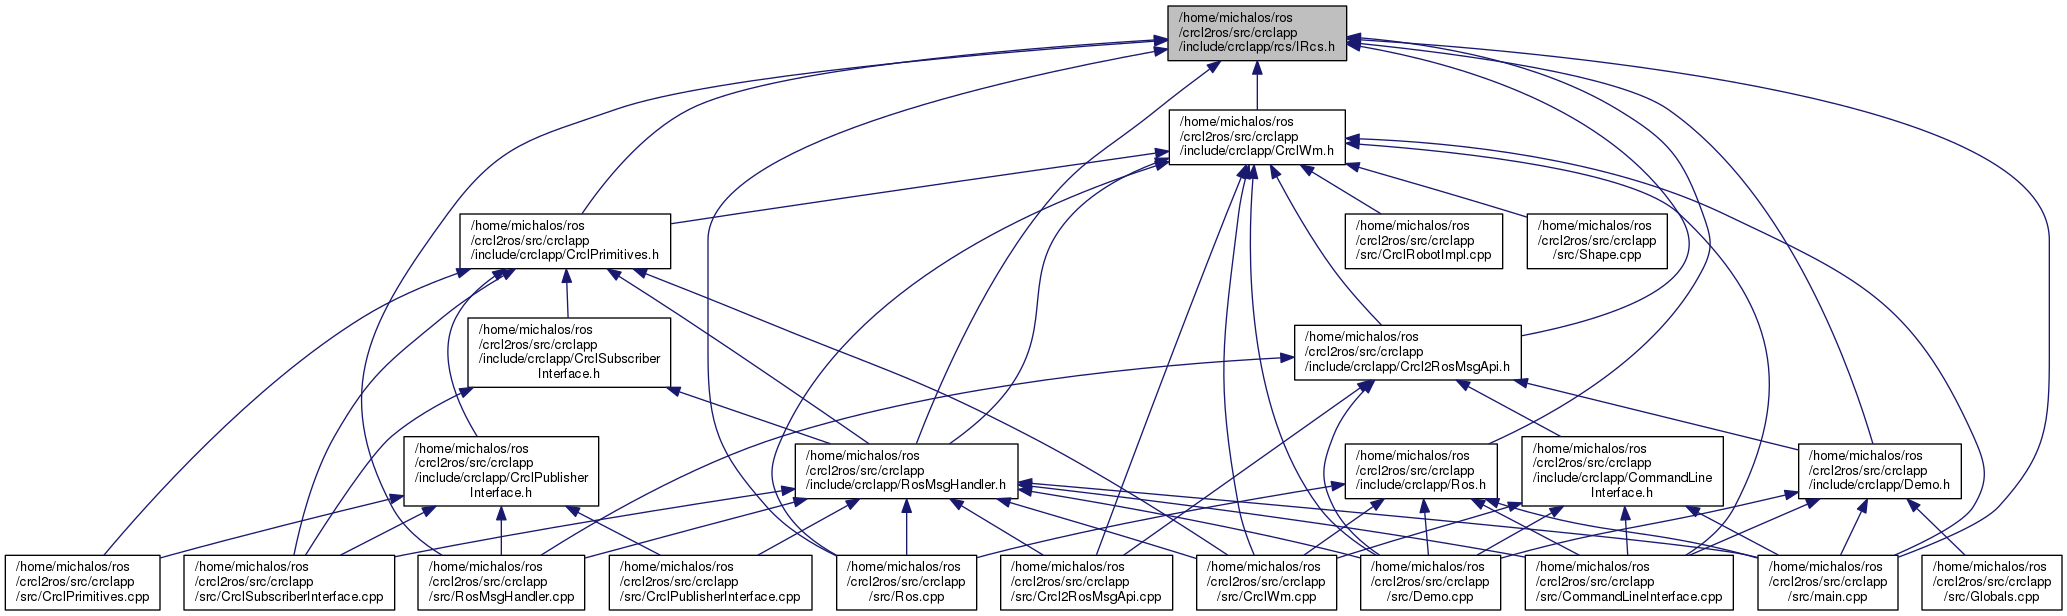 /home/michalos/ros
/crcl2ros/src/crclapp
/include/crclapp/rcs/IRcs.h
/home/michalos/ros
/crcl2ros/src/crclapp
/include/crclapp/CrclWm.h
/home/michalos/ros
/crcl2ros/src/crclapp
/include/crclapp/CrclPrimitives.h
/home/michalos/ros
/crcl2ros/src/crclapp
/src/CrclRobotImpl.cpp
/home/michalos/ros
/crcl2ros/src/crclapp
/src/Shape.cpp
/home/michalos/ros
/crcl2ros/src/crclapp
/include/crclapp/CrclSubscriber
Interface.h
/home/michalos/ros
/crcl2ros/src/crclapp
/include/crclapp/Crcl2RosMsgApi.h
/home/michalos/ros
/crcl2ros/src/crclapp
/include/crclapp/CrclPublisher
Interface.h
/home/michalos/ros
/crcl2ros/src/crclapp
/include/crclapp/RosMsgHandler.h
/home/michalos/ros
/crcl2ros/src/crclapp
/include/crclapp/Ros.h
/home/michalos/ros
/crcl2ros/src/crclapp
/include/crclapp/CommandLine
Interface.h
/home/michalos/ros
/crcl2ros/src/crclapp
/include/crclapp/Demo.h
/home/michalos/ros
/crcl2ros/src/crclapp
/src/CrclPrimitives.cpp
/home/michalos/ros
/crcl2ros/src/crclapp
/src/CrclSubscriberInterface.cpp
/home/michalos/ros
/crcl2ros/src/crclapp
/src/RosMsgHandler.cpp
/home/michalos/ros
/crcl2ros/src/crclapp
/src/CrclPublisherInterface.cpp
/home/michalos/ros
/crcl2ros/src/crclapp
/src/Ros.cpp
/home/michalos/ros
/crcl2ros/src/crclapp
/src/Crcl2RosMsgApi.cpp
/home/michalos/ros
/crcl2ros/src/crclapp
/src/CrclWm.cpp
/home/michalos/ros
/crcl2ros/src/crclapp
/src/Demo.cpp
/home/michalos/ros
/crcl2ros/src/crclapp
/src/CommandLineInterface.cpp
/home/michalos/ros
/crcl2ros/src/crclapp
/src/main.cpp
/home/michalos/ros
/crcl2ros/src/crclapp
/src/Globals.cpp